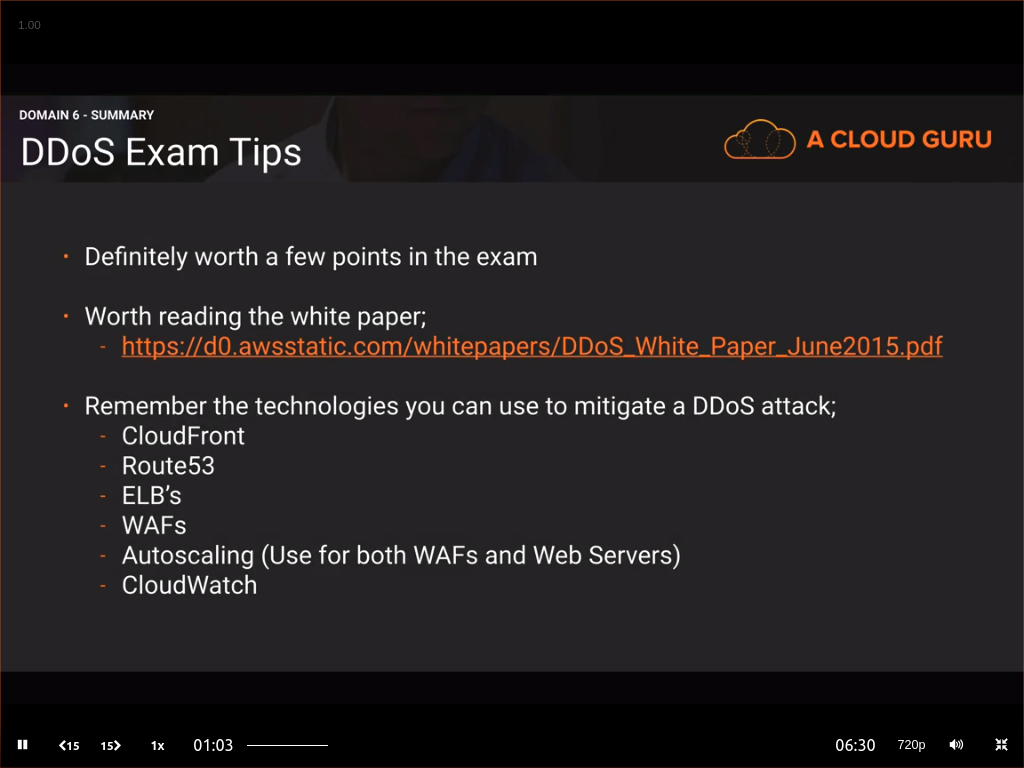 1.00
DOMAIN 6 - SUMMARY
DDoS Exam Tips
A CLOUD GURU
· Definitely worth a few points in the exam
· Worth reading the white paper;
- https://d0.awsstatic.com/whitepapers/DDoS_White_Paper_June2015.pdf
· Remember the technologies you can use to mitigate a DDoS attack;
- CloudFront
- Route53
- ELB’s
- WAFs
- Autoscaling (Use for both WAFs and Web Servers)
- CloudWatch
15 15 1x 01:03 06:30 720p